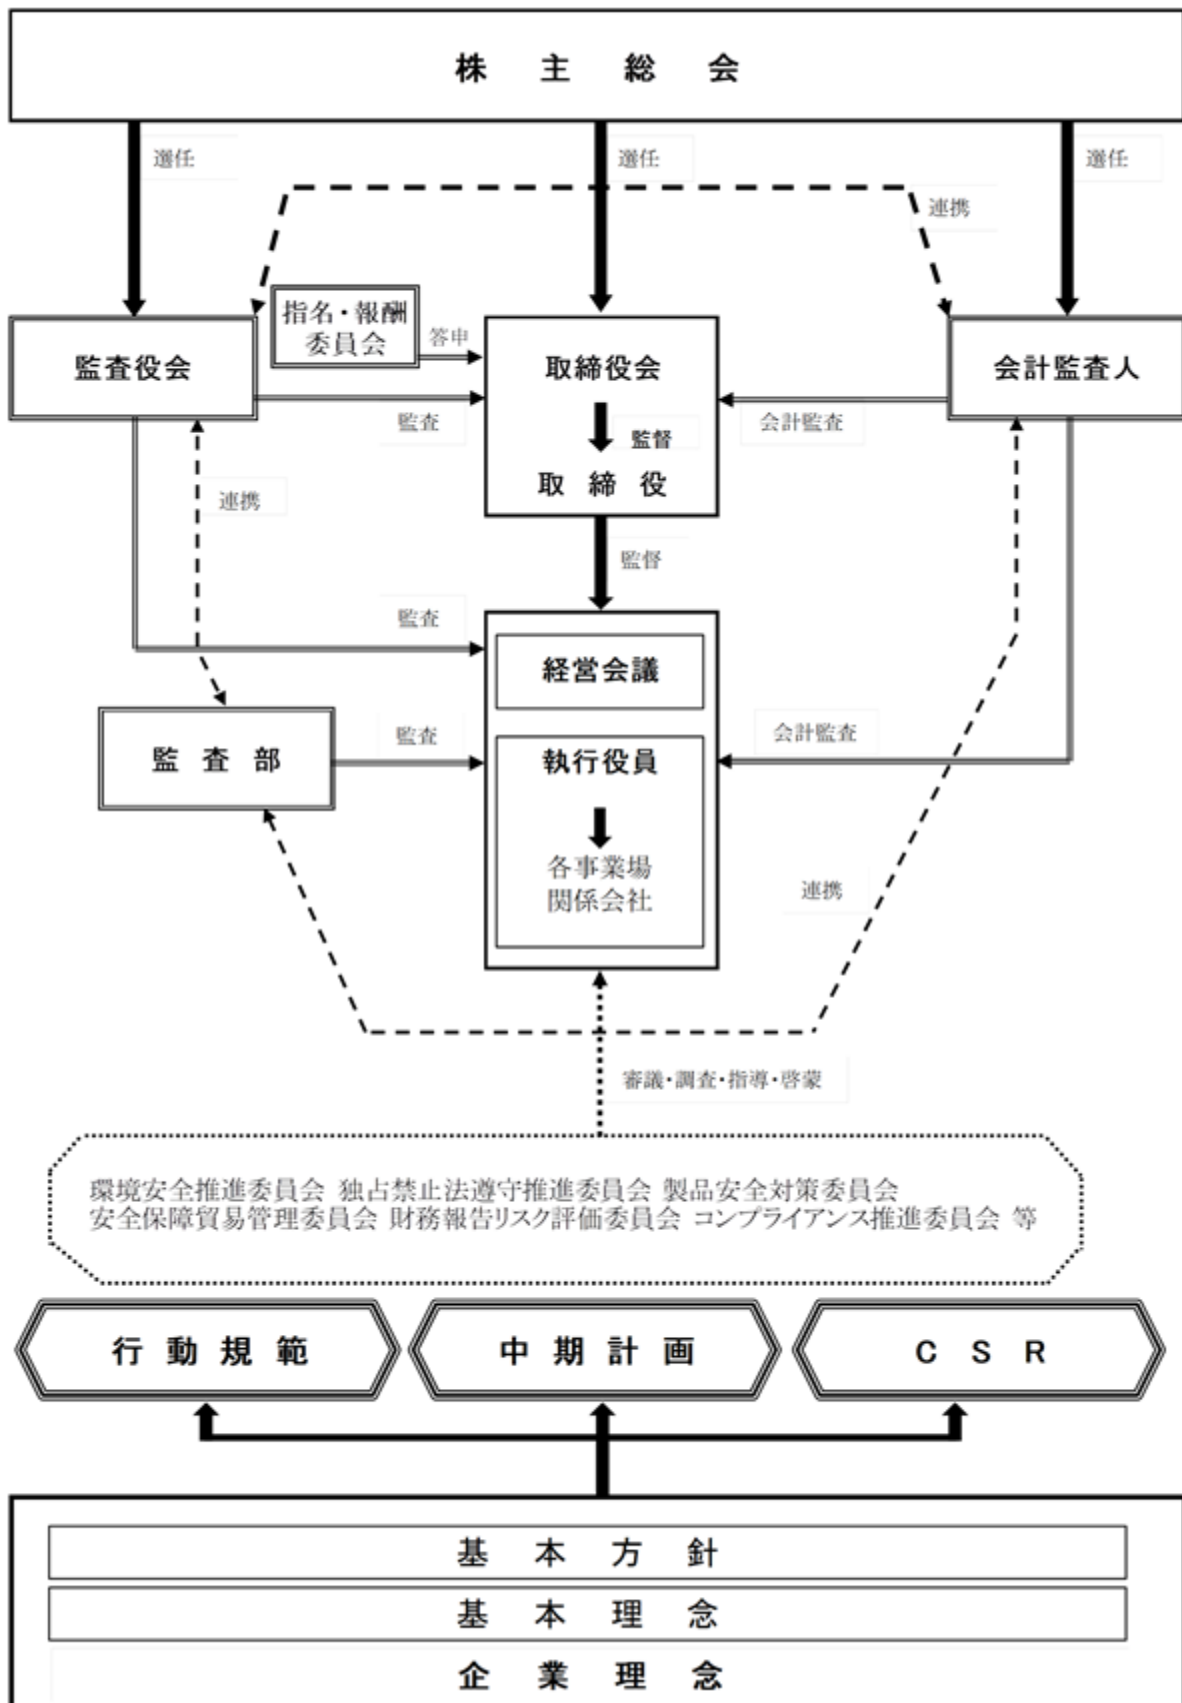 株主総会
選任
選任
選任
連携
指名・報酬
委員会
答申
監査役会
取締役会
会計監査人
監査
会計監査
監督
取締役
連携
監督
監査
経営会議
監査部
監査
会計監査
執行役員
各事業場
関係会社
連携
審議・調査・指導・啓蒙
環境安全推進委員会 独占禁止法遵守推進委員会 製品安全対策委員会
安全保障貿易管理委員会 財務報告リスク評価委員会 コンプライアンス推進委員会 等
行動規範
中期計画
CSR
基本方針
基本理念
企業理念